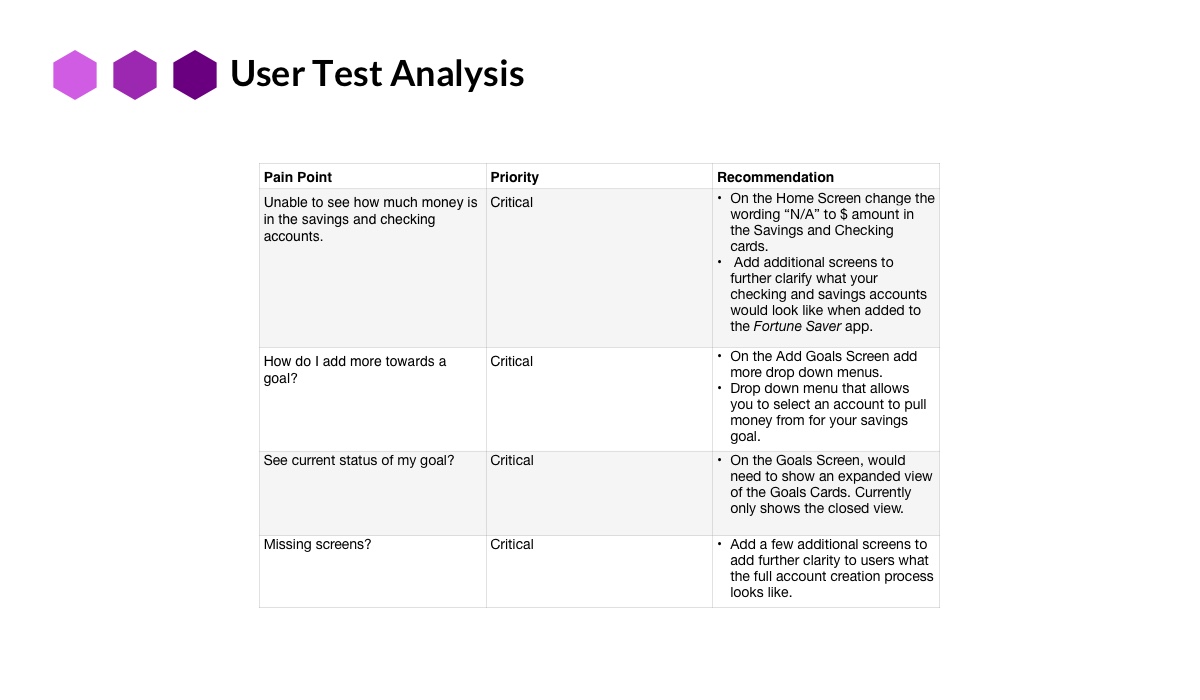 User Test Analysis
Pain Point
Priority
Recommendation
Unable to see how much money is
in the savings and checking
accounts.
Critical
• On the Home Screen change the
wording “N/A” to $ amount in
the Savings and Checking
cards.
• Add additional screens to
further clarify what your
checking and savings accounts
would look like when added to
the Fortune Saver app.
How do I add more towards a
goal?
Critical
• On the Add Goals Screen add
more drop down menus.
• Drop down menu that allows
you to select an account to pull
money from for your savings
goal.
See current status of my goal?
Critical
• On the Goals Screen, would
need to show an expanded view
of the Goals Cards. Currently
only shows the closed view.
Missing screens?
Critical
• Add a few additional screens to
add further clarity to users what
the full account creation process
looks like.